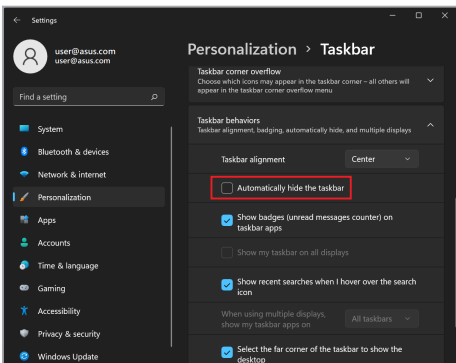 Settings
user@asus.com
user@asus.com
Find a setting
System
Bluetooth & devices
Network & internet
Personalization
Apps
Accounts
Time & language
Gaming
Accessibility
Privacy & security
Windows Update
Personalization > Taskbar
Taskbar corner overflow
Choose which icons may appear in the taskbar corner – all others will
appear in the taskbar corner overflow menu
Taskbar behaviors
Taskbar alignment, badging, automatically hide, and multiple displays
Taskbar alignment Center
Automatically hide the taskbar
Show badges (unread messages counter) on
taskbar apps
Show my taskbar on all displays
Show recent searches when I hover over the search
icon
When using multiple displays,
show my taskbar apps on All taskbars
Select the far corner of the taskbar to show the
desktop